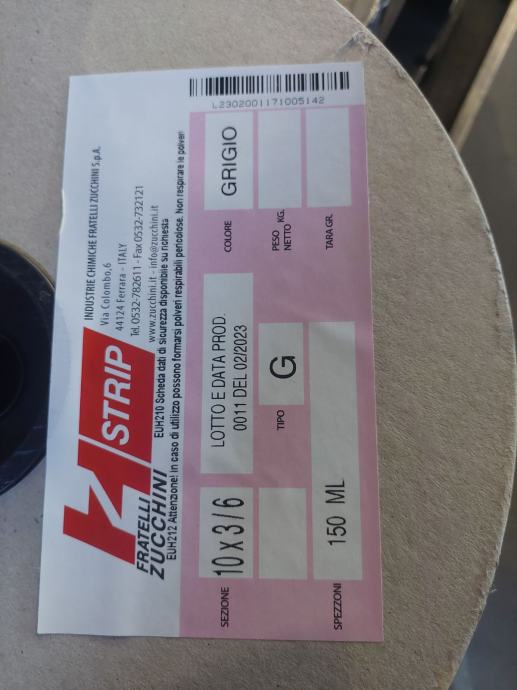 L2302001171005142
STRIP
FRATELLI
ZUCCHINI
INDUSTRIE CHIMICHE FRATELLI ZUCCHINI S.p.A.
Via Colombo,6
44124 Ferrara - ITALY
Tel.0532-782611 - Fax 0532-732121
www.zucchini.it - info@zucchini.it
EUH210 Scheda dati di sicurezza disponibile su richiesta
EUH212 Attenzione! In caso di utilizzo possono formarsi polveri respirabili pericolose. Non respirare le polveri
SEZIONE 10 x 3 / 6 LOTTO E DATA PROD. COLORE GRIGIO
0011 DEL 02/2023
TIPO G PESO NETTO KG.
SPEZZONI 150 ML TARA GR.